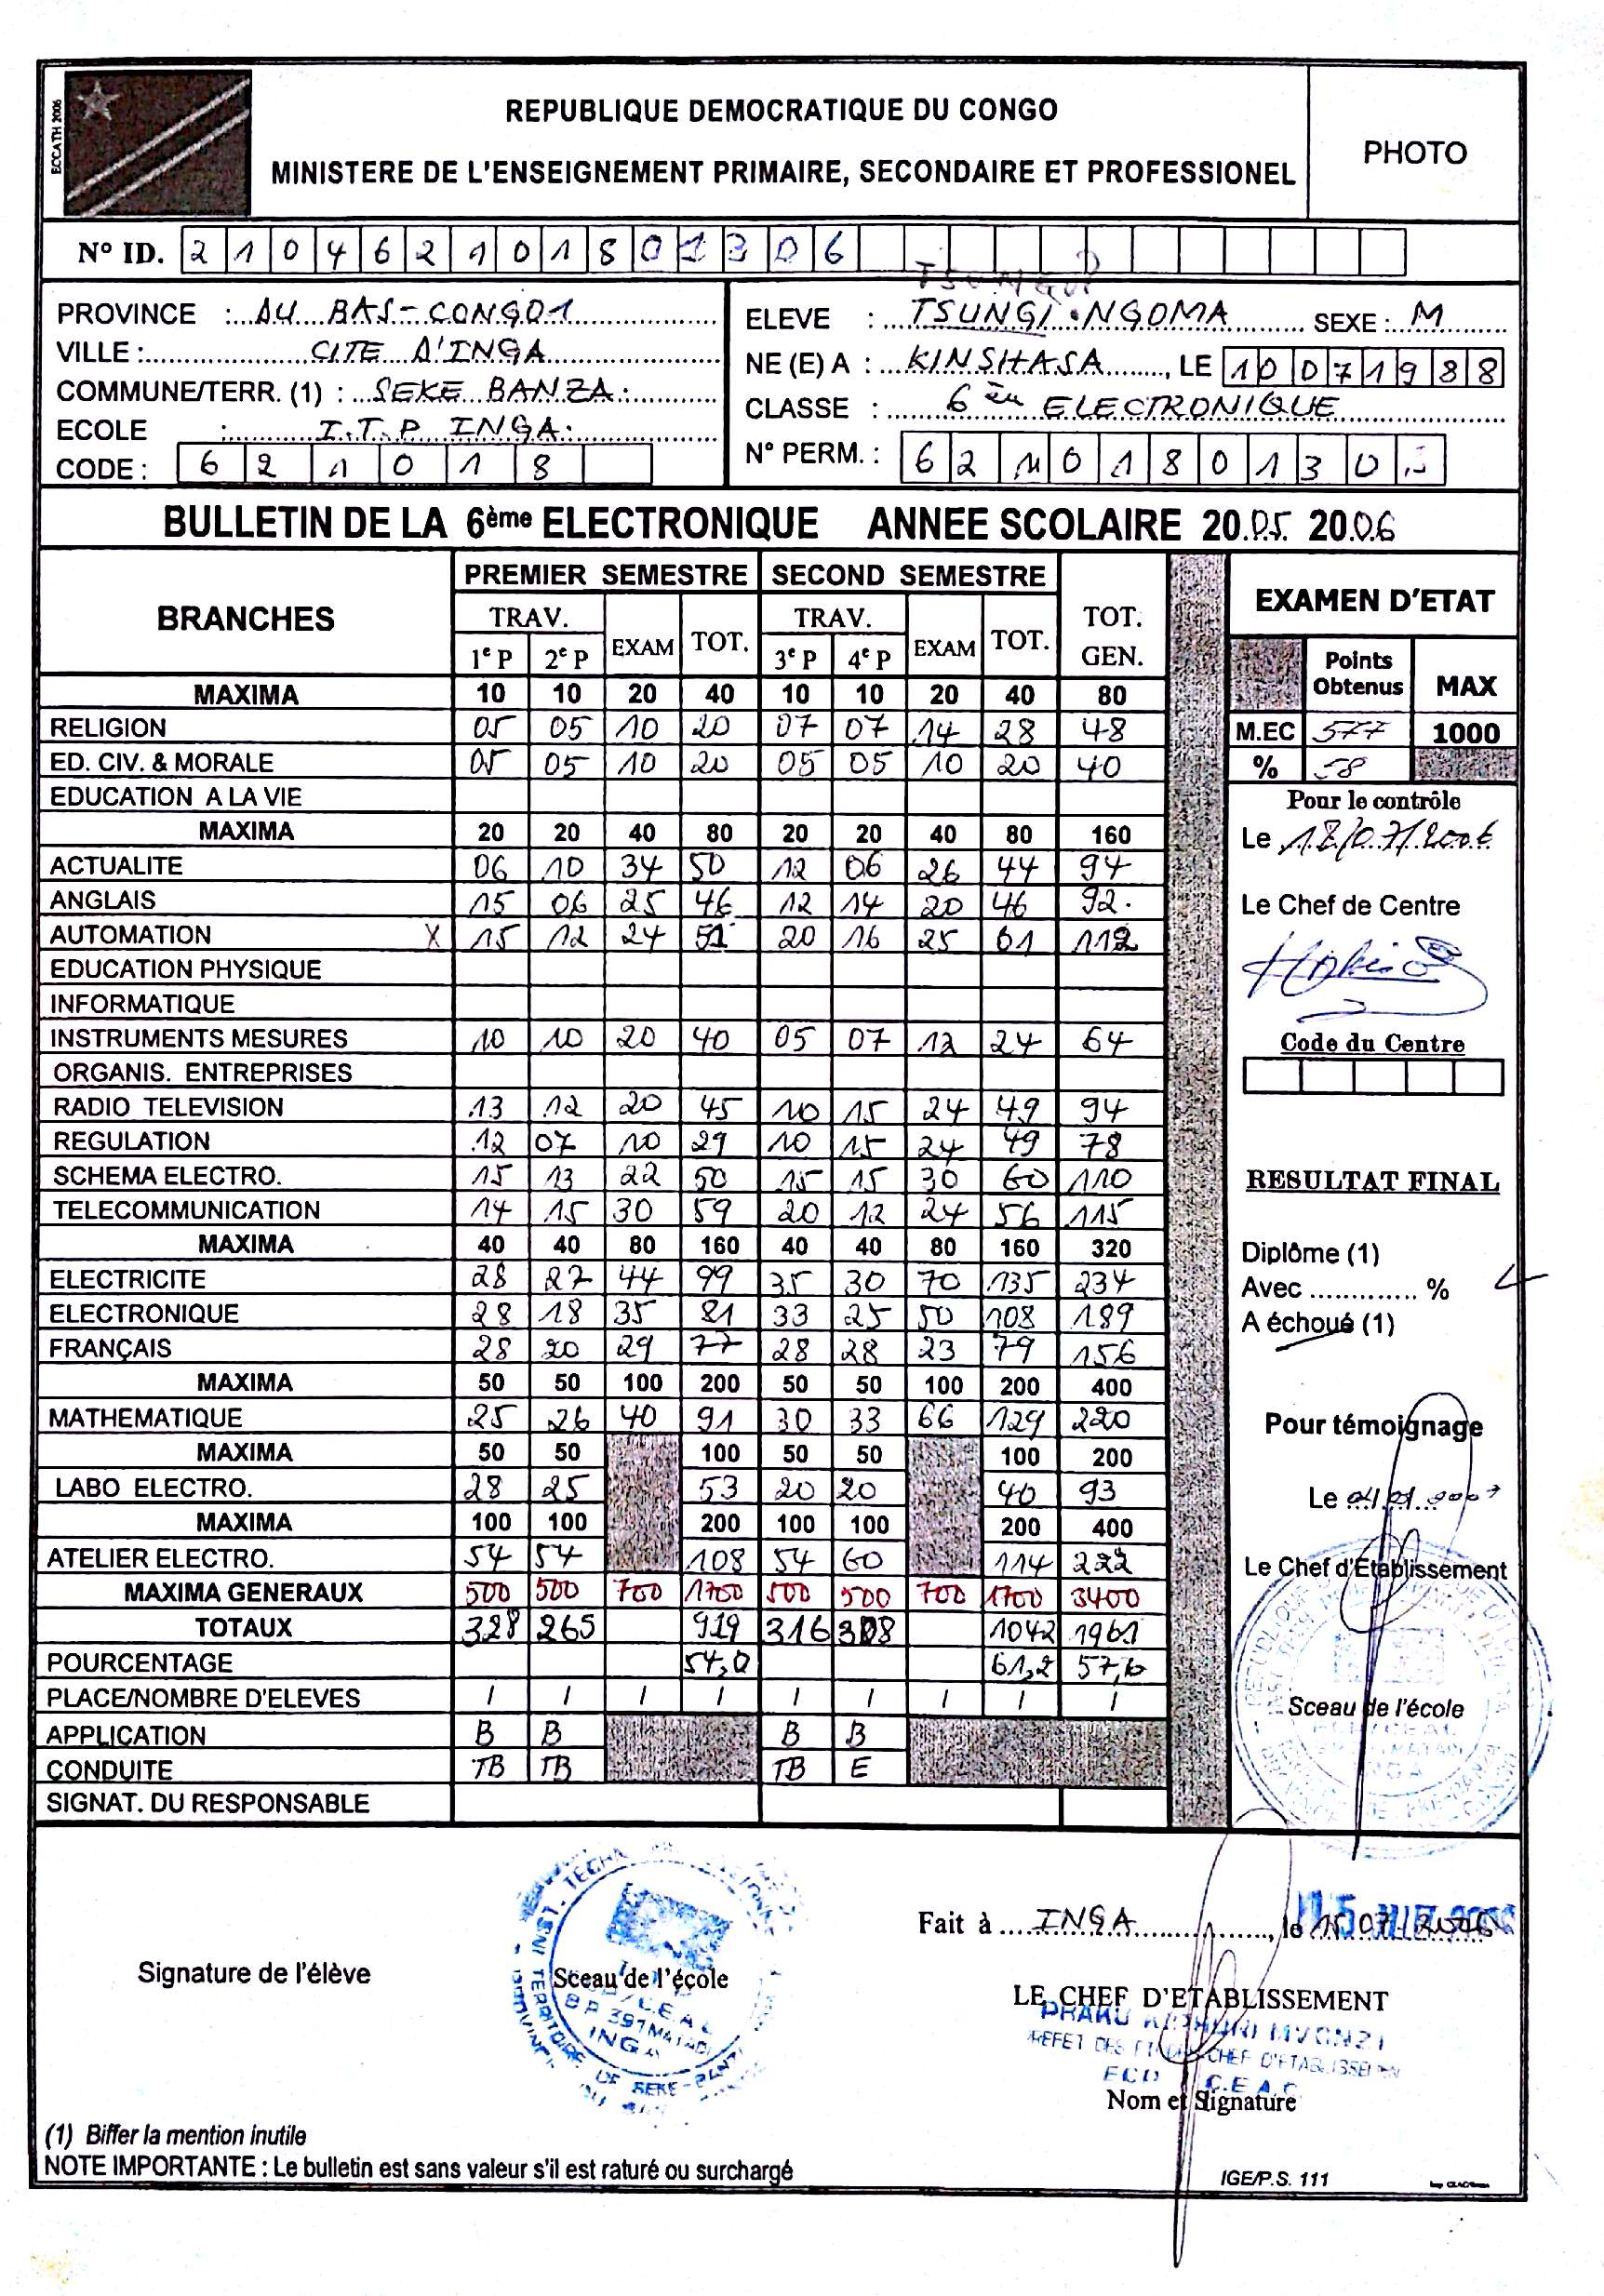 ECCATH 2006
REPUBLIQUE DEMOCRATIQUE DU CONGO
MINISTERE DE L'ENSEIGNEMENT PRIMAIRE, SECONDAIRE ET PROFESSIONEL
PHOTO
N° ID. 2 1 0 4 6 2 1 0 1 8 0 1 3 0 6
PROVINCE : DU BAS-CONGO1
VILLE : CITE D'INGA
COMMUNE/TERR. (1) : SEKE BANZA
ECOLE : I.T.P INGA
CODE : 6 2 1 0 1 8
ELEVE : TSUNGI NGOMA SEXE : M
NE (E) A : KINSHASA, LE 1 0 0 7 1 9 8 8
CLASSE : 6 ELECTRONIQUE
N° PERM. : 6 2 1 0 1 8 0 1 3 0
BULLETIN DE LA 6ème ELECTRONIQUE ANNEE SCOLAIRE 2005 2006
BRANCHES PREMIER SEMESTRE SECOND SEMESTRE TOT. GEN.
TRAV. EXAM TOT. TRAV. EXAM TOT.
1e P 2e P 3e P 4e P
MAXIMA 10 10 20 40 10 10 20 40 80
RELIGION 05 05 10 20 07 07 14 28 48
ED. CIV. & MORALE 05 05 10 20 05 05 10 20 40
EDUCATION A LA VIE
MAXIMA 20 20 40 80 20 20 40 80 160
ACTUALITE 06 10 34 50 12 06 26 44 94
ANGLAIS 15 06 25 46 12 14 20 46 92
AUTOMATION X 15 12 24 51 20 16 25 61 112
EDUCATION PHYSIQUE
INFORMATIQUE
INSTRUMENTS MESURES 10 10 20 40 05 07 12 24 64
ORGANIS. ENTREPRISES
RADIO TELEVISION 13 12 20 45 10 15 24 49 94
REGULATION 12 07 10 29 10 15 24 49 78
SCHEMA ELECTRO. 15 13 22 50 15 15 30 60 110
TELECOMMUNICATION 14 15 30 59 20 12 24 56 115
MAXIMA 40 40 80 160 40 40 80 160 320
ELECTRICITE 28 27 44 99 35 30 70 135 234
ELECTRONIQUE 28 18 35 81 33 25 50 108 189
FRANÇAIS 28 20 29 77 28 28 23 79 156
MAXIMA 50 50 100 200 50 50 100 200 400
MATHEMATIQUE 25 26 40 91 30 33 66 129 220
MAXIMA 50 50 100 50 50 100 200
LABO ELECTRO. 28 25 53 20 20 40 93
MAXIMA 100 100 200 100 100 200 400
ATELIER ELECTRO. 54 54 108 54 60 114 222
MAXIMA GENERAUX 500 500 700 1700 500 500 700 1700 3400
TOTAUX 328 265 919 316 308 1042 1961
POURCENTAGE 54,0 61,2 57,6
PLACE/NOMBRE D'ELEVES / / / / / / / / /
APPLICATION B B B B
CONDUITE TB TB TB E
SIGNAT. DU RESPONSABLE
EXAMEN D'ETAT
Points Obtenus MAX
M.EC 577 1000
% 58
Pour le contrôle
Le 18/07/2006
Le Chef de Centre
Code du Centre
RESULTAT FINAL
Diplôme (1)
Avec ............. %
A échoué (1)
Pour témoignage
Le
Le Chef d'Etablissement
Sceau de l'école
Signature de l'élève
Sceau de l'école
INST. TECHN
B P 397 MATADI
INGA
TERRITOIRE DE SEKE-BANZA
Fait à INGA, le 15.07.2006
LE CHEF D'ETABLISSEMENT
PREFET DES ETUDES CHEF D'ETABLISSEMENT
C.E.A.C
Nom et Signature
(1) Biffer la mention inutile
NOTE IMPORTANTE : Le bulletin est sans valeur s'il est raturé ou surchargé
IGE/P.S. 111